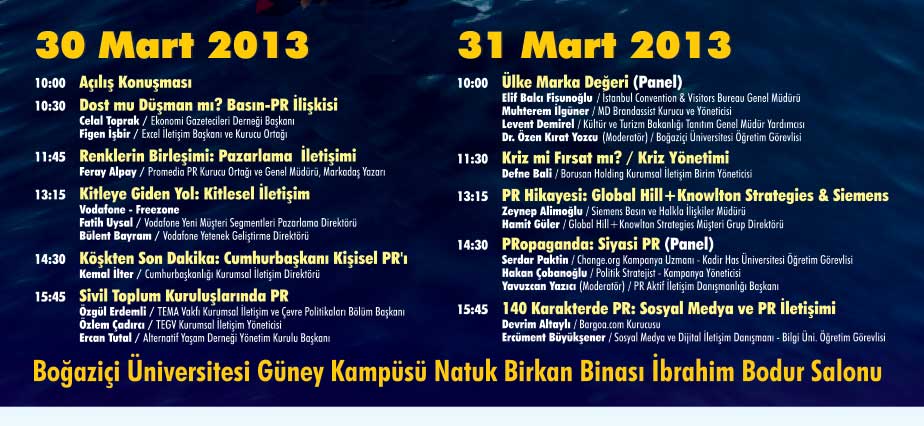 30 Mart 2013
10:00 Açılış Konuşması
10:30 Dost mu Düşman mı? Basın-PR İlişkisi
Celal Toprak / Ekonomi Gazetecileri Derneği Başkanı
Figen İşbir / Excel İletişim Başkanı ve Kurucu Ortağı
11:45 Renklerin Birleşimi: Pazarlama İletişimi
Feray Alpay / Promedia PR Kurucu Ortağı ve Genel Müdürü, Markadaş Yazarı
13:15 Kitleye Giden Yol: Kitlesel İletişim
Vodafone - Freezone
Fatih Uysal / Vodafone Yeni Müşteri Segmentleri Pazarlama Direktörü
Bülent Bayram / Vodafone Yetenek Geliştirme Direktörü
14:30 Köşkten Son Dakika: Cumhurbaşkanı Kişisel PR'ı
Kemal İlter / Cumhurbaşkanlığı Kurumsal İletişim Direktörü
15:45 Sivil Toplum Kuruluşlarında PR
Özgül Erdemli / TEMA Vakfı Kurumsal İletişim ve Çevre Politikaları Bölüm Başkanı
Özlem Çadırcı / TEGV Kurumsal İletişim Yöneticisi
Ercan Tutal / Alternatif Yaşam Derneği Yönetim Kurulu Başkanı
31 Mart 2013
10:00 Ülke Marka Değeri (Panel)
Elif Balcı Fisunoğlu / İstanbul Convention & Visitors Bureau Genel Müdürü
Muhterem İlgüner / MD Brandassist Kurucu ve Yöneticisi
Levent Demirel / Kültür ve Turizm Bakanlığı Tanıtım Genel Müdür Yardımcısı
Dr. Özen Kırat Yozcu (Moderatör) / Boğaziçi Üniversitesi Öğretim Görevlisi
11:30 Kriz mi Fırsat mı? / Kriz Yönetimi
Defne Bali / Borusan Holding Kurumsal İletişim Birim Yöneticisi
13:15 PR Hikayesi: Global Hill+Knowlton Strategies & Siemens
Zeynep Alimoğlu / Siemens Basın ve Halkla İlişkiler Müdürü
Hamit Güler / Global Hill+Knowlton Strategies Müşteri Grup Direktörü
14:30 PRopaganda: Siyasi PR (Panel)
Serdar Paktin / Change.org Kampanya Uzmanı - Kadir Has Üniversitesi Öğretim Görevlisi
Hakan Çobanoğlu / Politik Stratejist - Kampanya Yöneticisi
Yavuzcan Yazıcı (Moderatör) / PR Aktif İletişim Danışmanlığı Başkanı
15:45 140 Karakterde PR: Sosyal Medya ve PR İletişimi
Devrim Altaylı / Bargoa.com Kurucusu
Ercüment Büyükşener / Sosyal Medya ve Dijital İletişim Danışmanı - Bilgi Üni. Öğretim Görevlisi
Boğaziçi Üniversitesi Güney Kampüsü Natuk Birkan Binası İbrahim Bodur Salonu